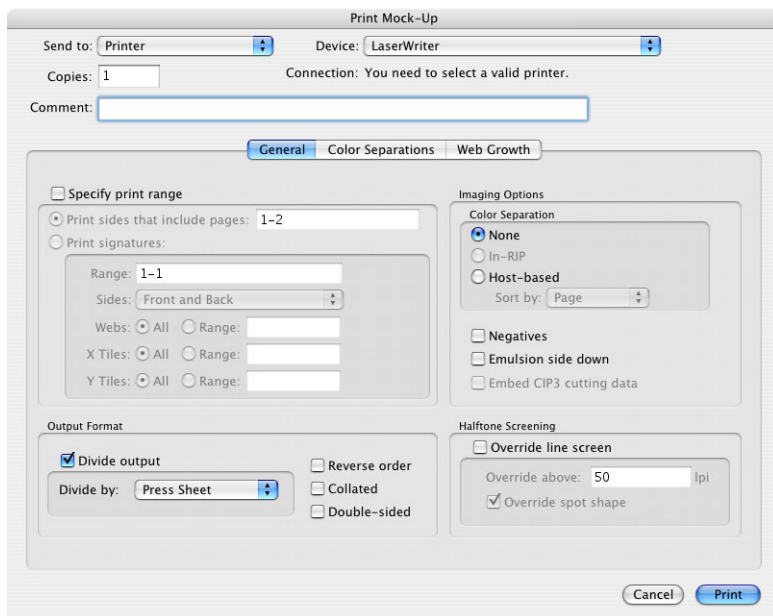 Print Mock-Up
Send to: Printer
Device: LaserWriter
Copies: 1
Connection: You need to select a valid printer.
Comment:
General
Color Separations
Web Growth
Specify print range
Print sides that include pages: 1-2
Print signatures:
Range: 1-1
Sides: Front and Back
Webs: All Range:
X Tiles: All Range:
Y Tiles: All Range:
Imaging Options
Color Separation
None
In-RIP
Host-based
Sort by: Page
Negatives
Emulsion side down
Embed CIP3 cutting data
Output Format
Divide output
Divide by: Press Sheet
Reverse order
Collated
Double-sided
Halftone Screening
Override line screen
Override above: 50 lpi
Override spot shape
Cancel
Print